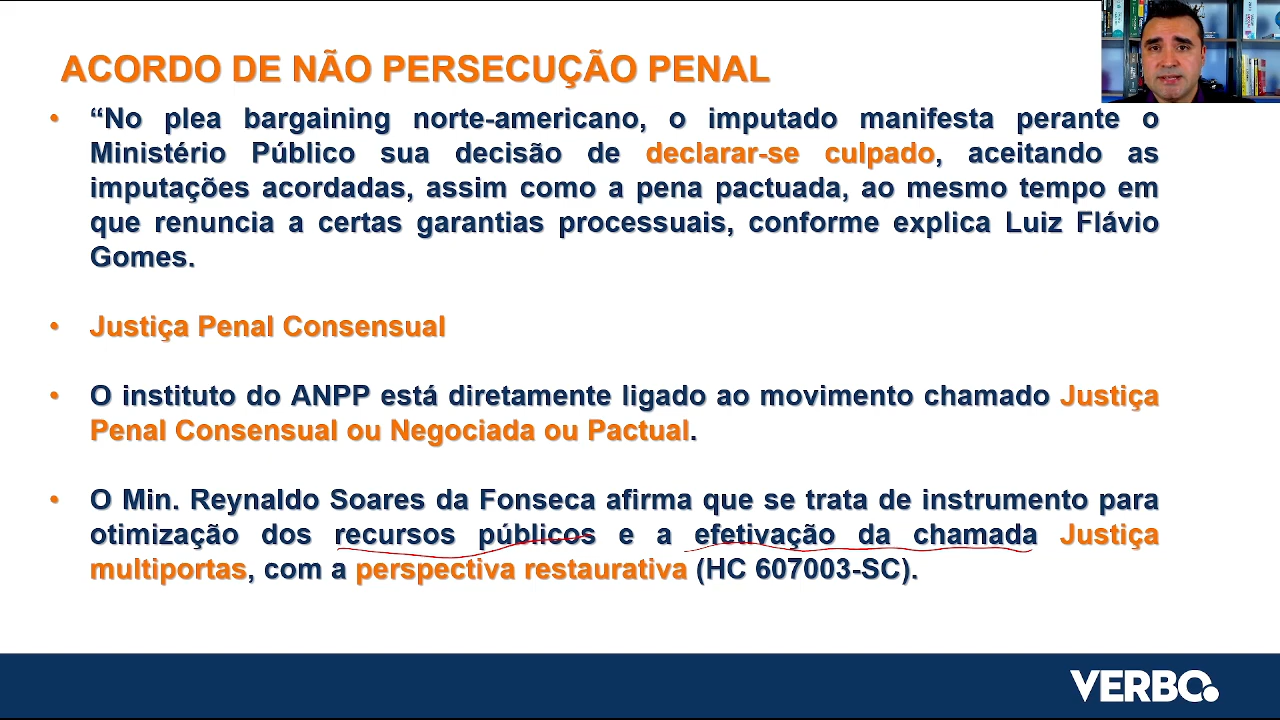 ACORDO DE NÃO PERSECUÇÃO PENAL
• “No plea bargaining norte-americano, o imputado manifesta perante o
Ministério Público sua decisão de declarar-se culpado, aceitando as
imputações acordadas, assim como a pena pactuada, ao mesmo tempo em
que renuncia a certas garantias processuais, conforme explica Luiz Flávio
Gomes.
• Justiça Penal Consensual
• O instituto do ANPP está diretamente ligado ao movimento chamado Justiça
Penal Consensual ou Negociada ou Pactual.
• O Min. Reynaldo Soares da Fonseca afirma que se trata de instrumento para
otimização dos recursos públicos e a efetivação da chamada Justiça
multiportas, com a perspectiva restaurativa (HC 607003-SC).
VERBO